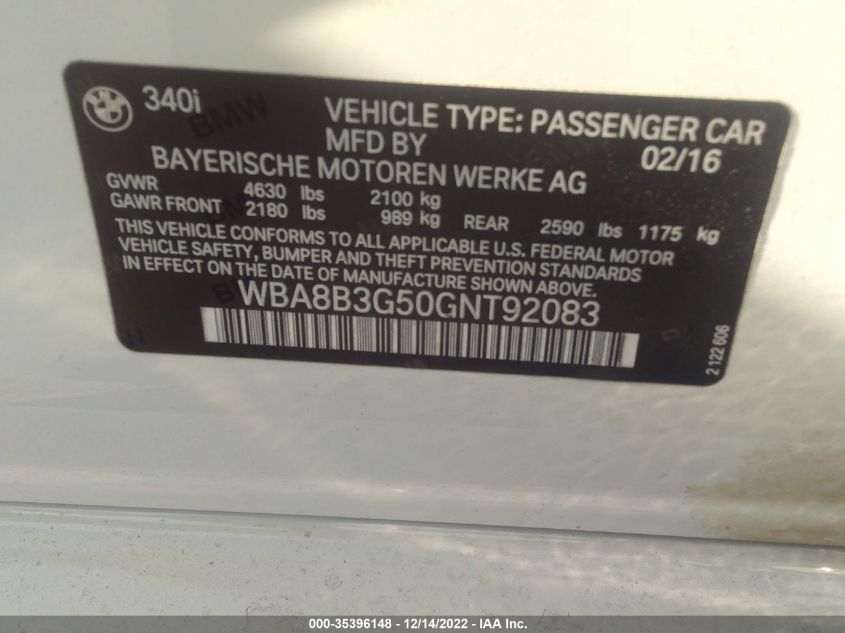 340i
VEHICLE TYPE: PASSENGER CAR
MFD BY 02/16
BAYERISCHE MOTOREN WERKE AG
GVWR 4630 lbs 2100 kg
GAWR FRONT 2180 lbs 989 kg REAR 2590 lbs 1175 kg
THIS VEHICLE CONFORMS TO ALL APPLICABLE U.S. FEDERAL MOTOR
VEHICLE SAFETY, BUMPER AND THEFT PREVENTION STANDARDS
IN EFFECT ON THE DATE OF MANUFACTURE SHOWN ABOVE.
WBA8B3G50GNT92083
2 122 606
BMW
000-35396148 - 12/14/2022 - IAA Inc.